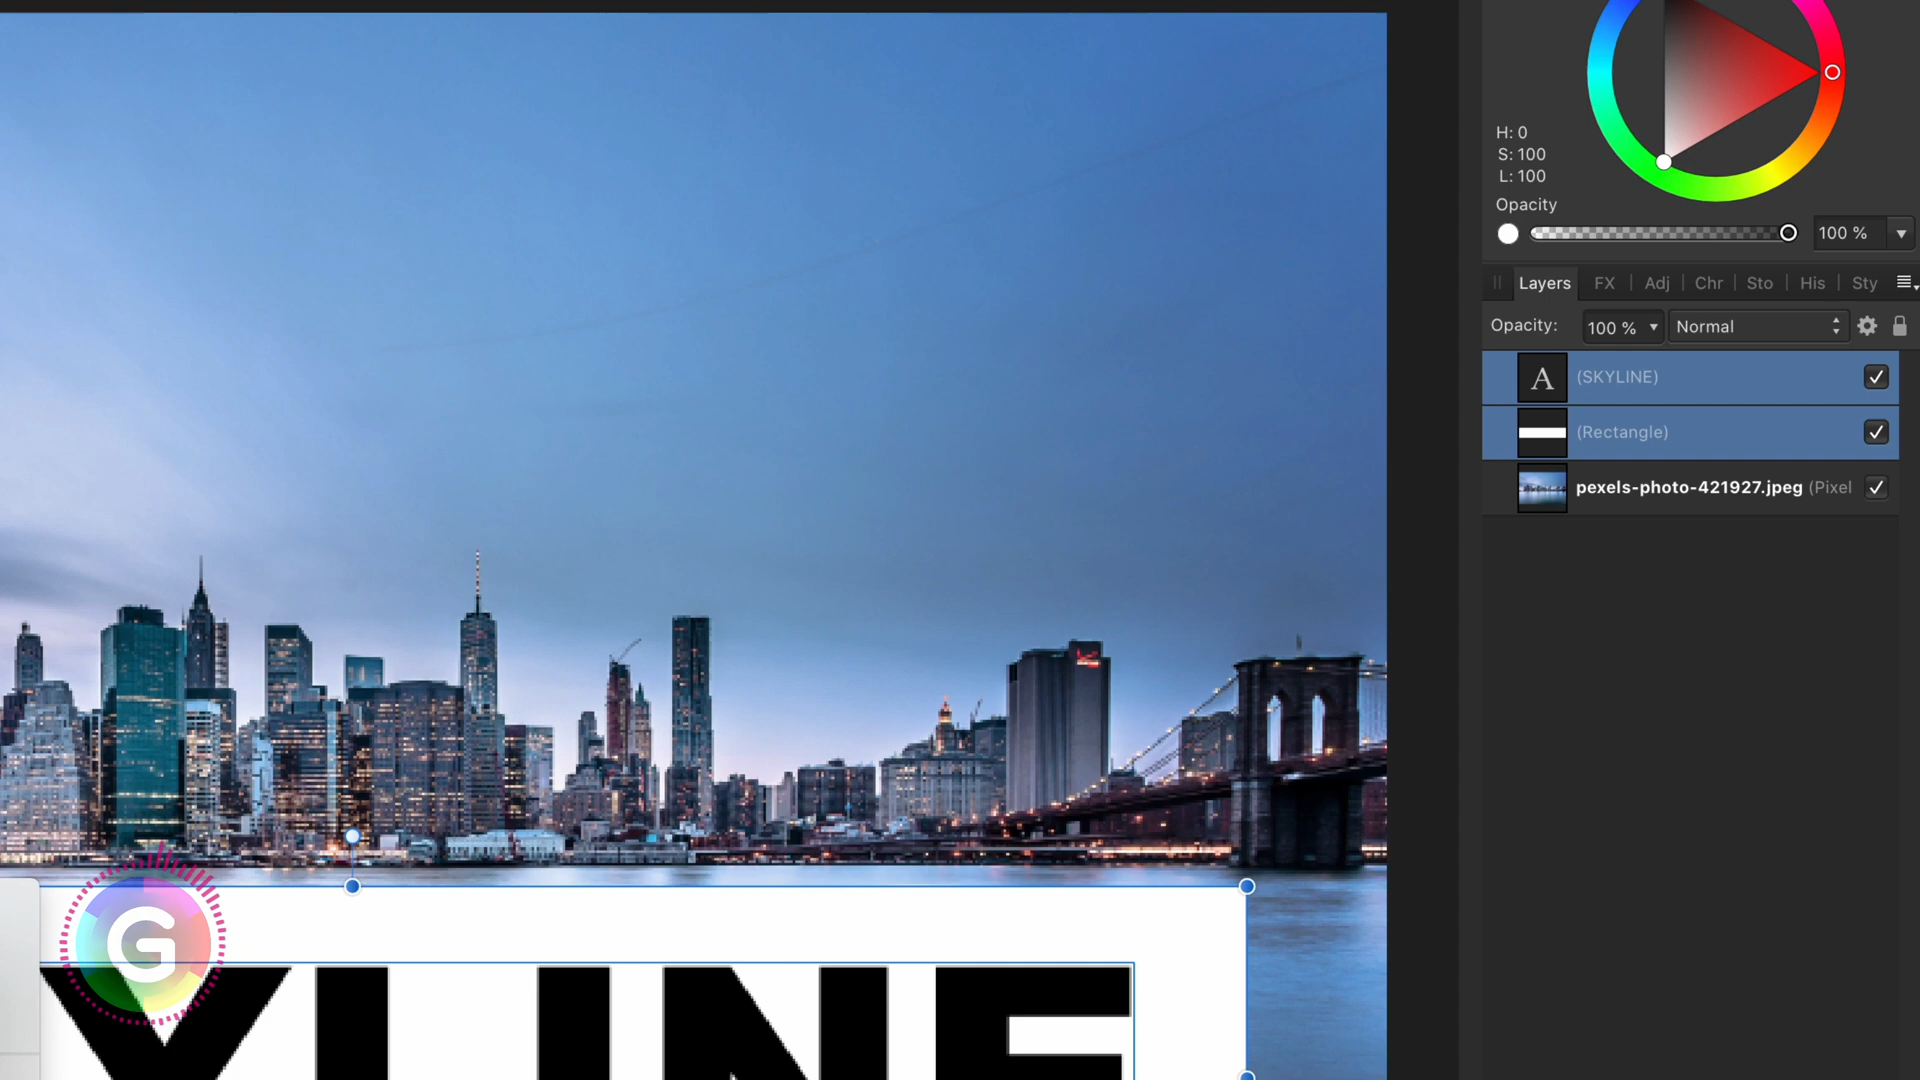 H: 0
S: 100
L: 100
Opacity
100 %
Layers FX Adj Chr Sto His Sty
Opacity: 100 % Normal
A (SKYLINE)
(Rectangle)
pexels-photo-421927.jpeg (Pixel
G
YLINE